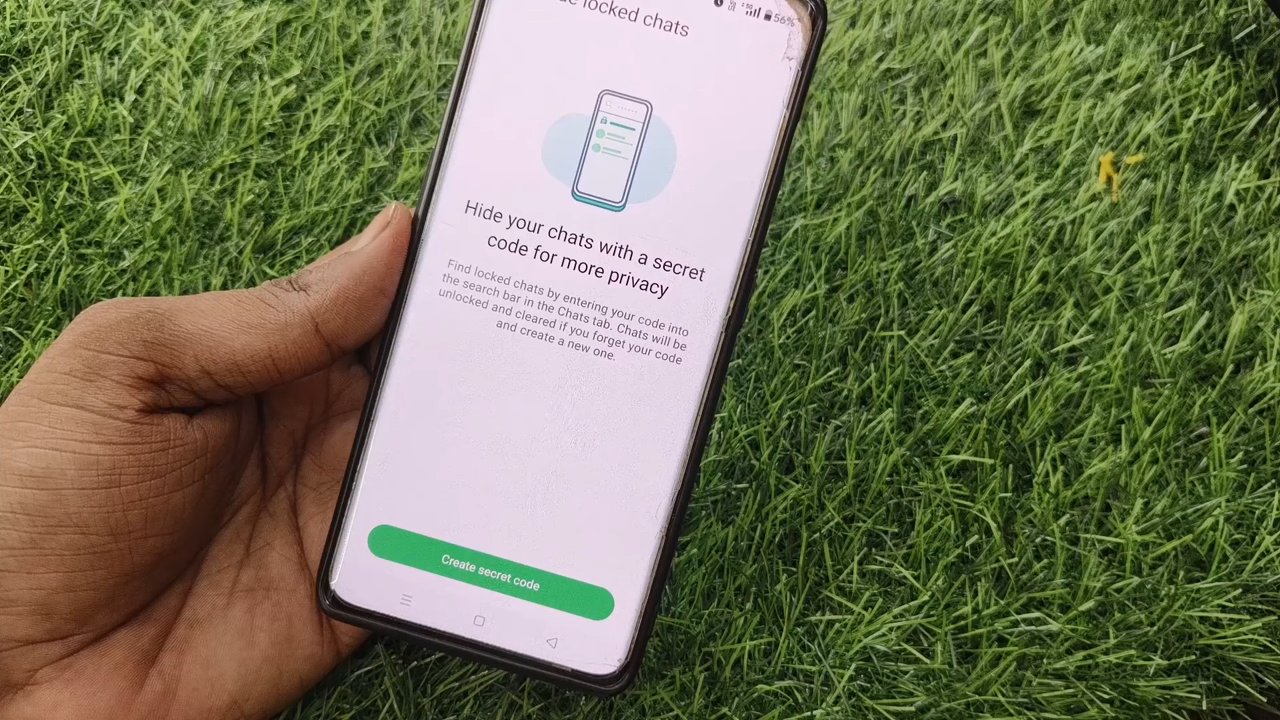 56%
locked chats
Hide your chats with a secret
code for more privacy
Find locked chats by entering your code into
the search bar in the Chats tab. Chats will be
unlocked and cleared if you forget your code
and create a new one.
Create secret code